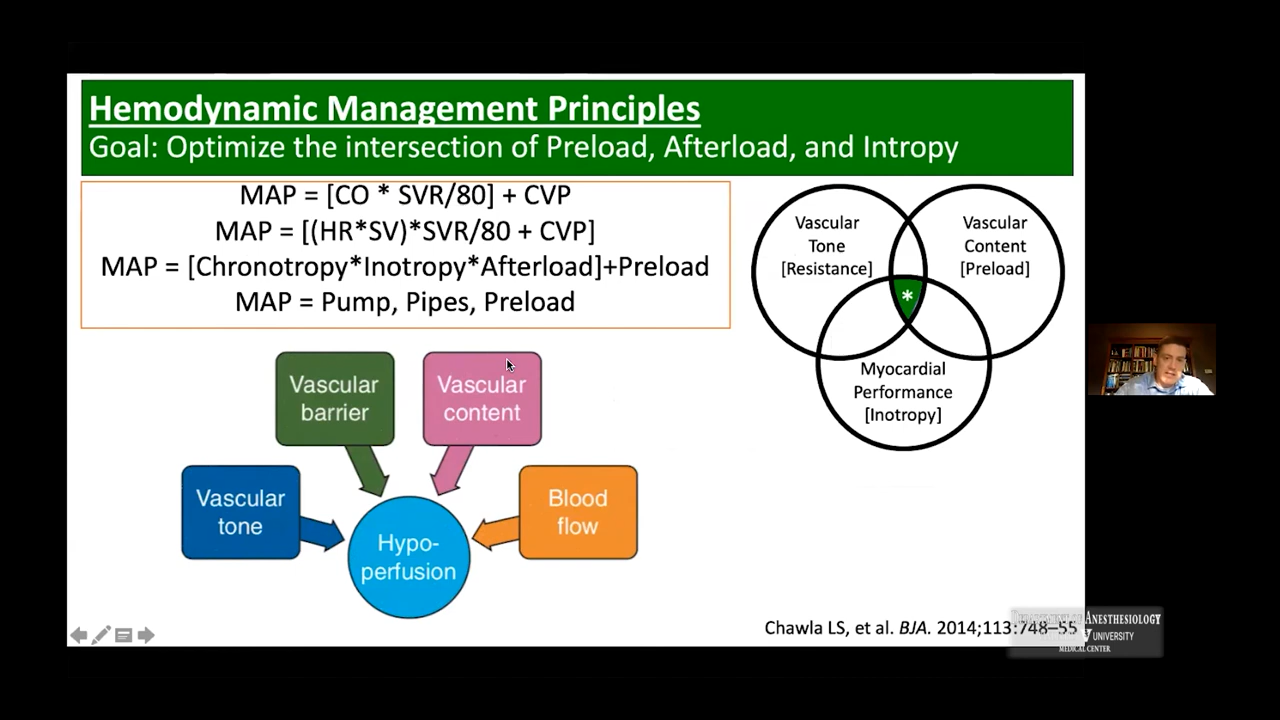 Hemodynamic Management Principles
Goal: Optimize the intersection of Preload, Afterload, and Intropy
MAP = [CO * SVR/80] + CVP
MAP = [(HR*SV)*SVR/80 + CVP]
MAP = [Chronotropy*Inotropy*Afterload]+Preload
MAP = Pump, Pipes, Preload
Vascular
Tone
[Resistance]
Vascular
Content
[Preload]
*
Myocardial
Performance
[Inotropy]
Vascular
barrier
Vascular
content
Vascular
tone
Blood
flow
Hypo-
perfusion
Chawla LS, et al. BJA. 2014;113:748–55
ANESTHESIOLOGY
UNIVERSITY
MEDICAL CENTER